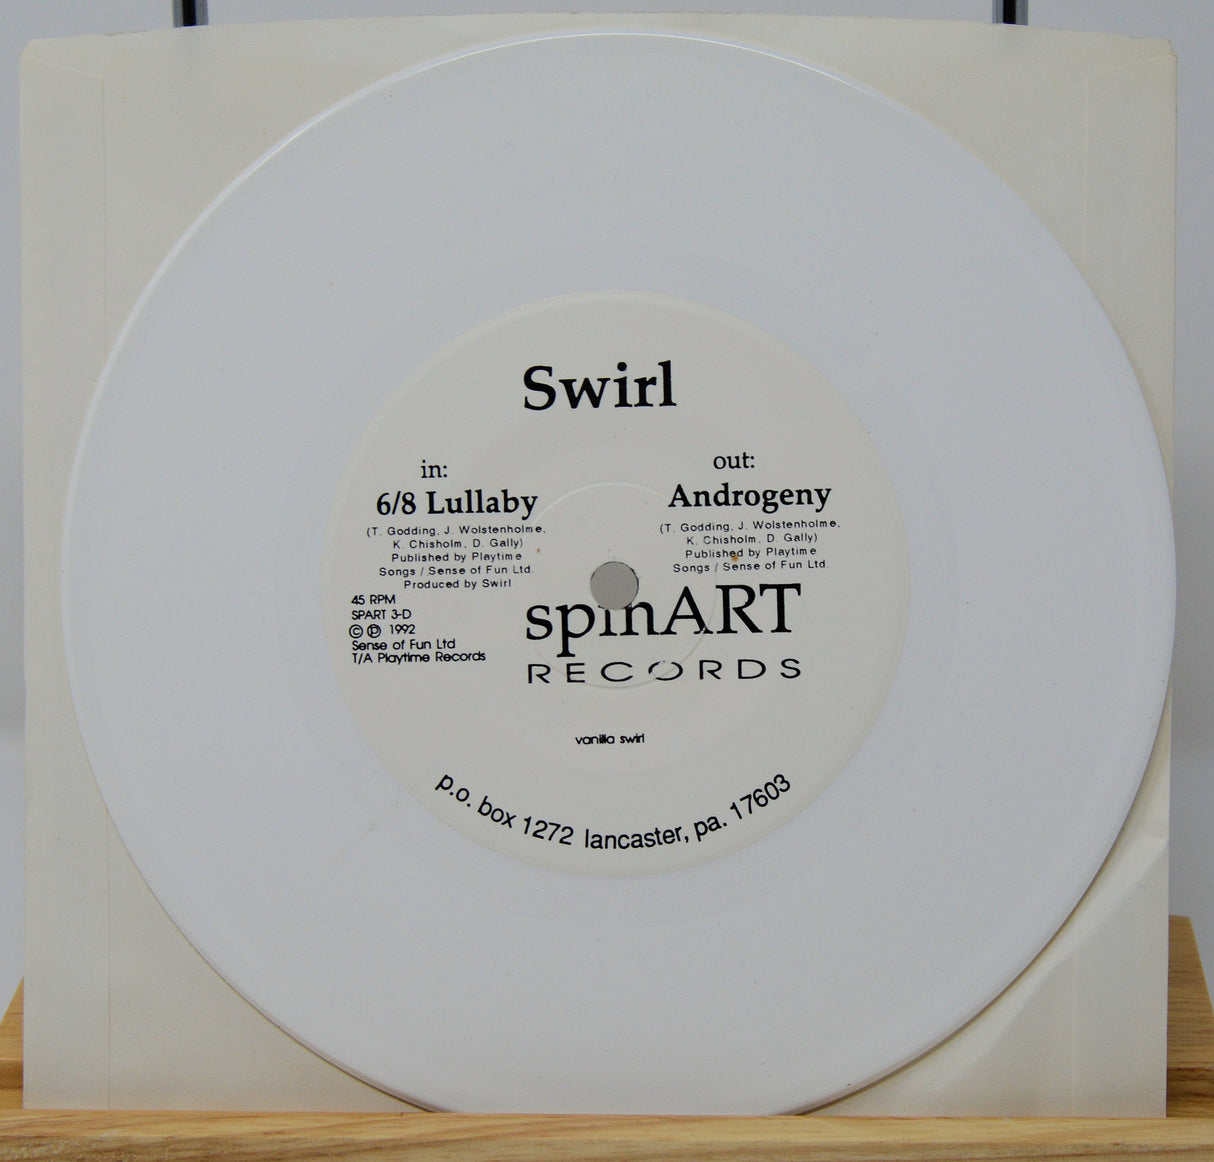 Swirl
in:
6/8 Lullaby
(T. Godding, J. Wolstenholme,
K. Chisholm, D. Gally)
Published by Playtime
Songs / Sense of Fun Ltd.
Produced by Swirl
out:
Androgeny
(T. Godding, J. Wolstenholme,
K. Chisholm, D. Gally)
Published by Playtime
Songs / Sense of Fun Ltd.
45 RPM
SPART 3-D
© ℗ 1992
Sense of Fun Ltd
T/A Playtime Records
spinART
RECORDS
vanilla swirl
p.o. box 1272 lancaster, pa. 17603